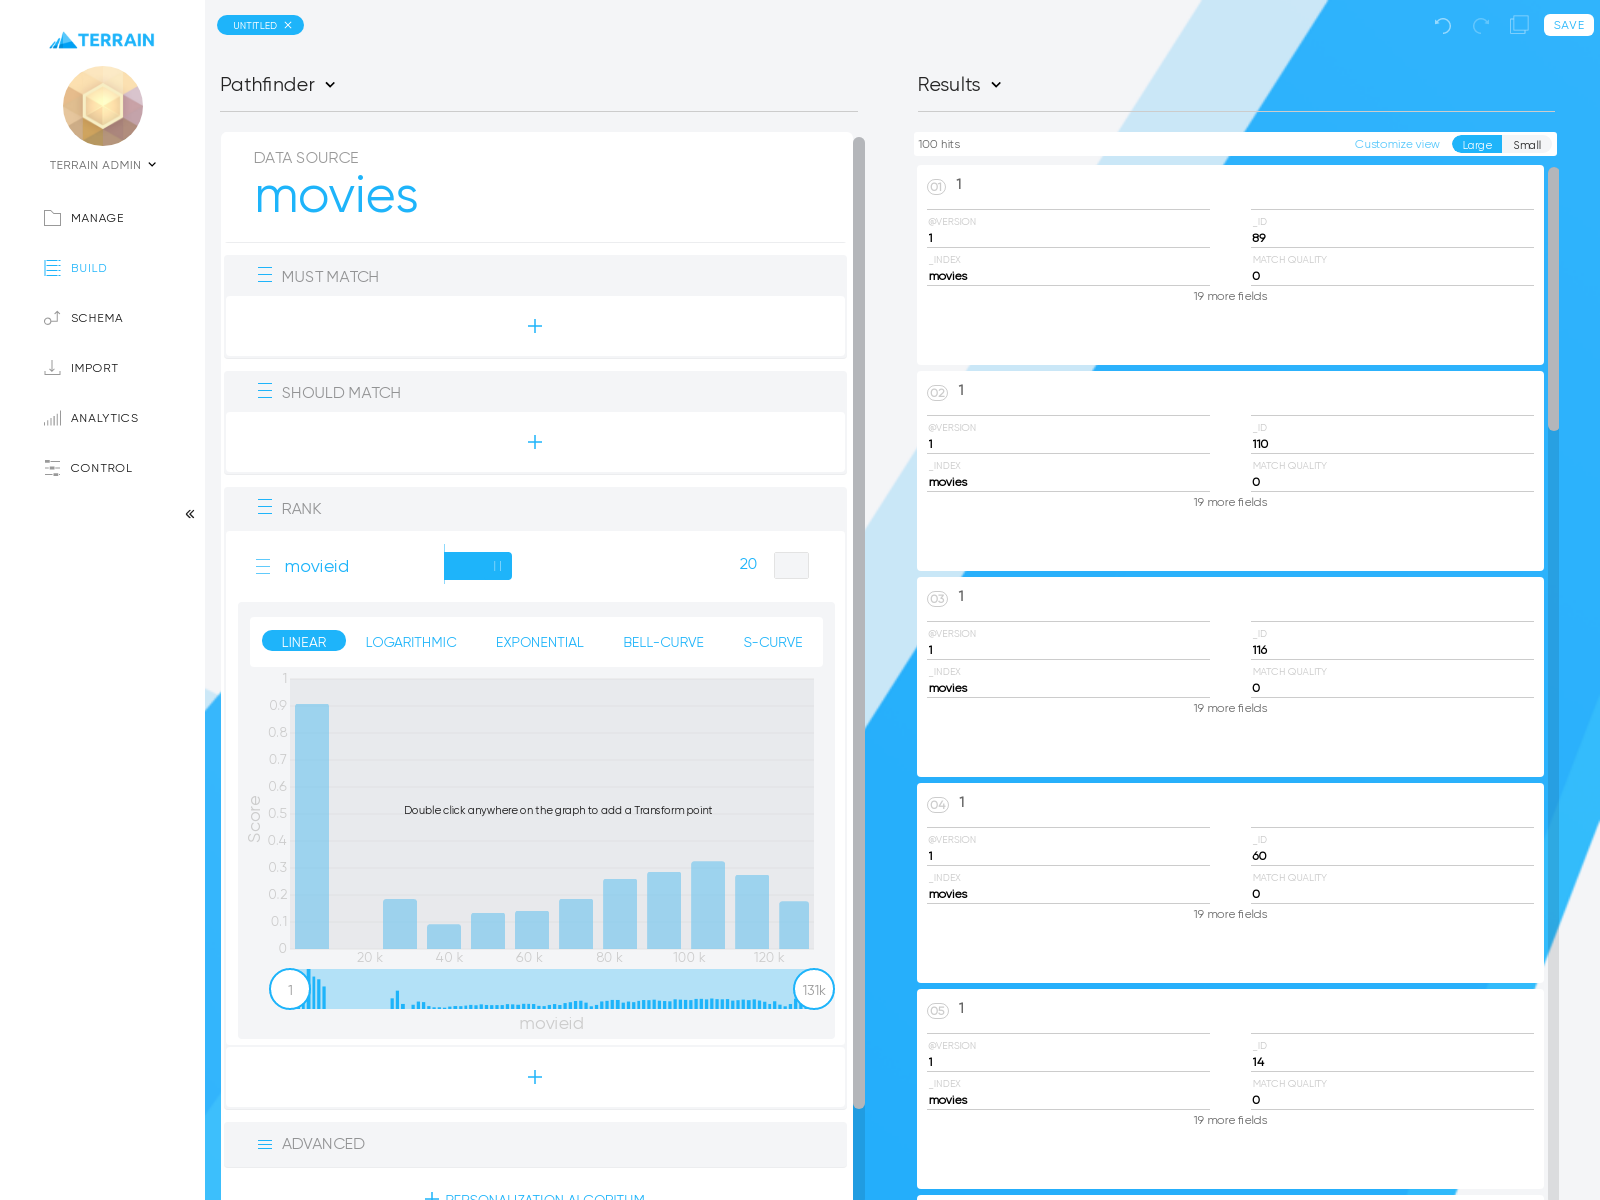 TERRAIN
TERRAIN ADMIN
MANAGE
BUILD
SCHEMA
IMPORT
ANALYTICS
CONTROL
«
UNTITLED ×
SAVE
Pathfinder
DATA SOURCE
movies
MUST MATCH
+
SHOULD MATCH
+
RANK
movieid
20
LINEAR LOGARITHMIC EXPONENTIAL BELL-CURVE S-CURVE
1
0.9
0.8
0.7
0.6
0.5
0.4
0.3
0.2
0.1
0
Score
Double click anywhere on the graph to add a Transform point
20 k 40 k 60 k 80 k 100 k 120 k
1 131k
movieid
+
ADVANCED
+ PERSONALIZATION ALGORITHM
Results
100 hits Customize view Large Small
01 1
@VERSION _ID
1 89
_INDEX MATCH QUALITY
movies 0
19 more fields
02 1
@VERSION _ID
1 110
_INDEX MATCH QUALITY
movies 0
19 more fields
03 1
@VERSION _ID
1 116
_INDEX MATCH QUALITY
movies 0
19 more fields
04 1
@VERSION _ID
1 60
_INDEX MATCH QUALITY
movies 0
19 more fields
05 1
@VERSION _ID
1 14
_INDEX MATCH QUALITY
movies 0
19 more fields